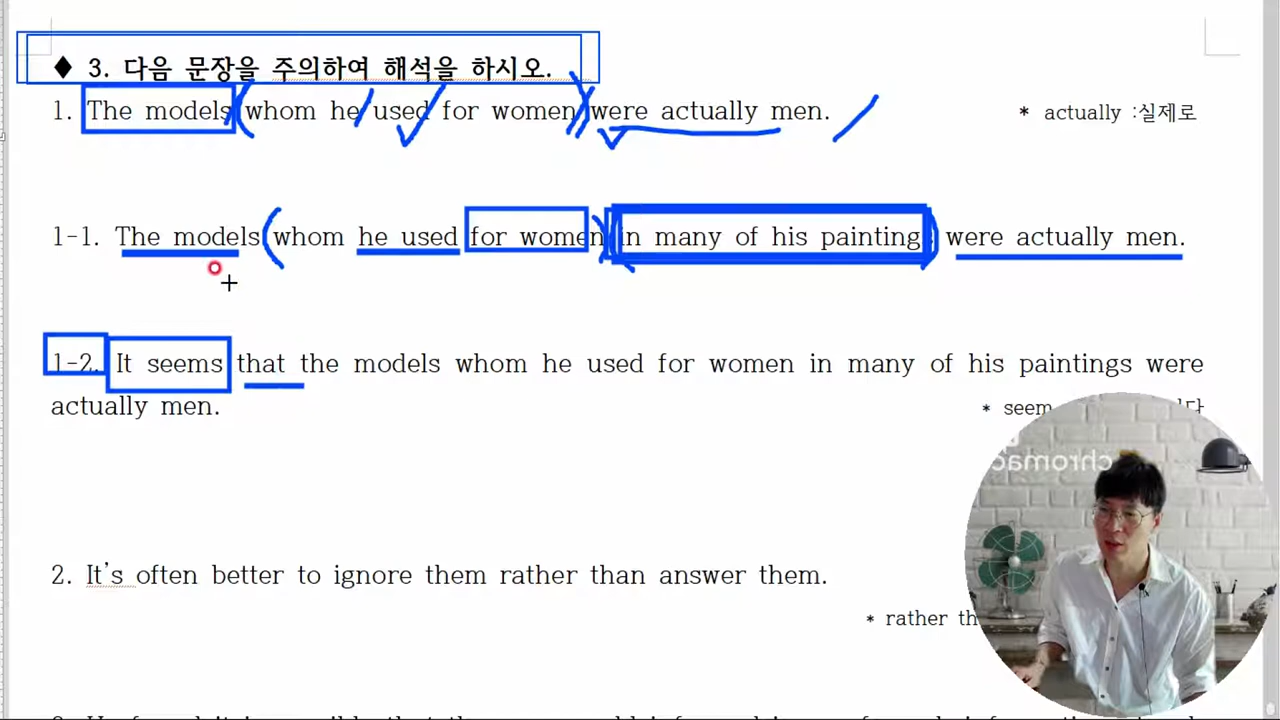 ◆ 3. 다음 문장을 주의하여 해석을 하시오.
1. The models whom he used for women were actually men. * actually :실제로
1-1. The models whom he used for women in many of his paintings were actually men.
1-2. It seems that the models whom he used for women in many of his paintings were
actually men. * seem
chromac
2. It's often better to ignore them rather than answer them.
* rather